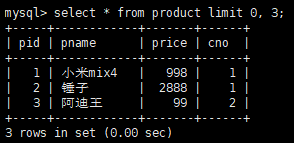 mysql> select * from product limit 0, 3;
+-----+-----------+-------+------+
| pid | pname     | price | cno  |
+-----+-----------+-------+------+
|   1 | 小米mix4  |   998 |    1 |
|   2 | 锤子      |  2888 |    1 |
|   3 | 阿迪王    |    99 |    2 |
+-----+-----------+-------+------+
3 rows in set (0.00 sec)